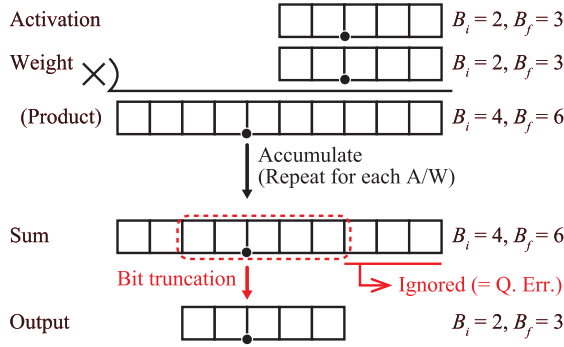 Activation B_i = 2, B_f = 3
Weight B_i = 2, B_f = 3
(Product) B_i = 4, B_f = 6
Accumulate
(Repeat for each A/W)
Sum B_i = 4, B_f = 6
Bit truncation
Ignored (= Q. Err.)
Output B_i = 2, B_f = 3